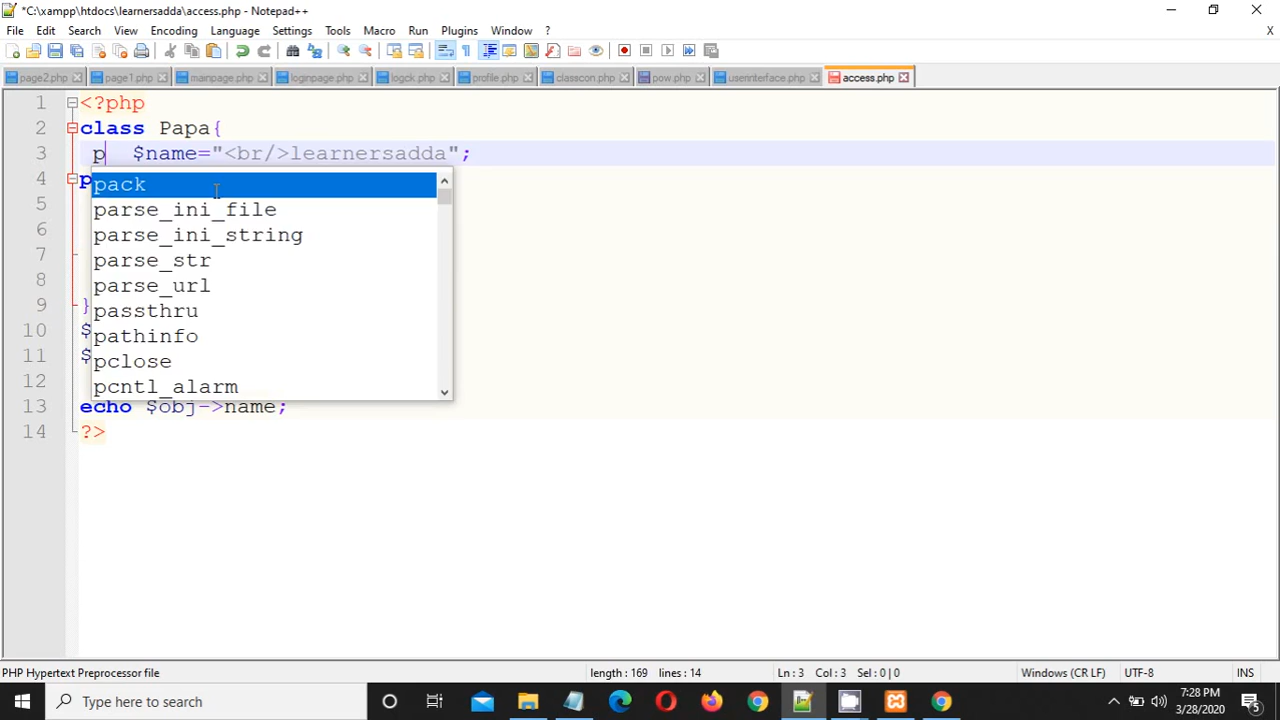 *C:\xampp\htdocs\learnersadda\access.php - Notepad++
File Edit Search View Encoding Language Settings Tools Macro Run Plugins Window ? X
page2.php page1.php mainpage.php loginpage.php logck.php profile.php classcon.php pow.php userinterface.php access.php
1 <?php
2 class Papa{
3 p $name="<br/>learnersadda";
4 p
pack
5
parse_ini_file
6
parse_ini_string
7
parse_str
8
parse_url
9 }
passthru
10 $
pathinfo
11 $
pclose
12
pcntl_alarm
13 echo $obj->name;
14 ?>
PHP Hypertext Preprocessor file length : 169 lines : 14 Ln : 3 Col : 3 Sel : 0 | 0 Windows (CR LF) UTF-8 INS
Type here to search
7:28 PM
3/28/2020
5